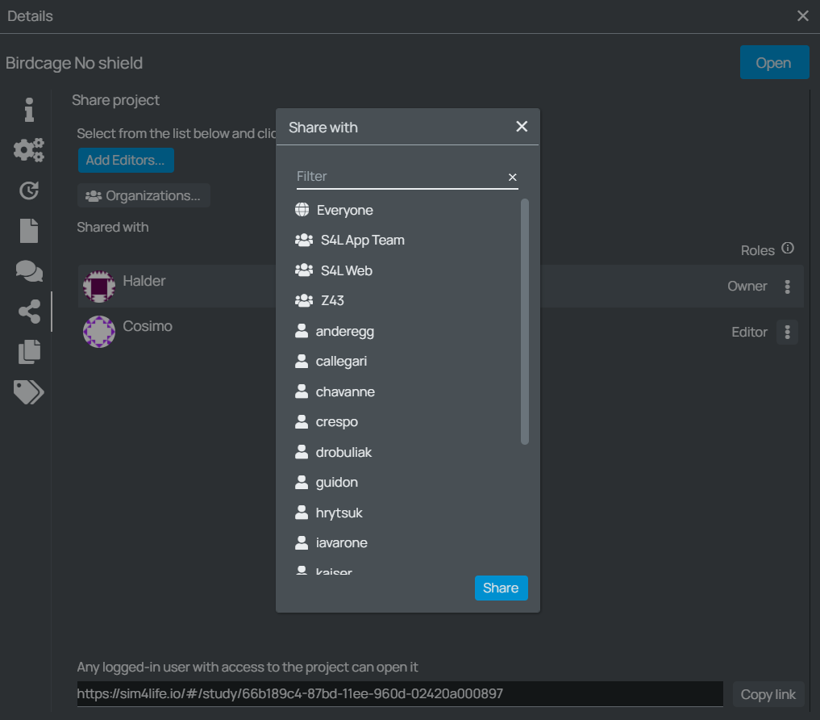 Details
Birdcage No shield
Open
Share project
Select from the list below and clic
Add Editors...
Organizations...
Shared with
Roles
Halder
Owner
Cosimo
Editor
Share with
Filter
Everyone
S4L App Team
S4L Web
Z43
anderegg
callegari
chavanne
crespo
drobuliak
guidon
hrytsuk
iavarone
kaiser
Share
Any logged-in user with access to the project can open it
https://sim4life.io/#/study/66b189c4-87bd-11ee-960d-02420a000897
Copy link